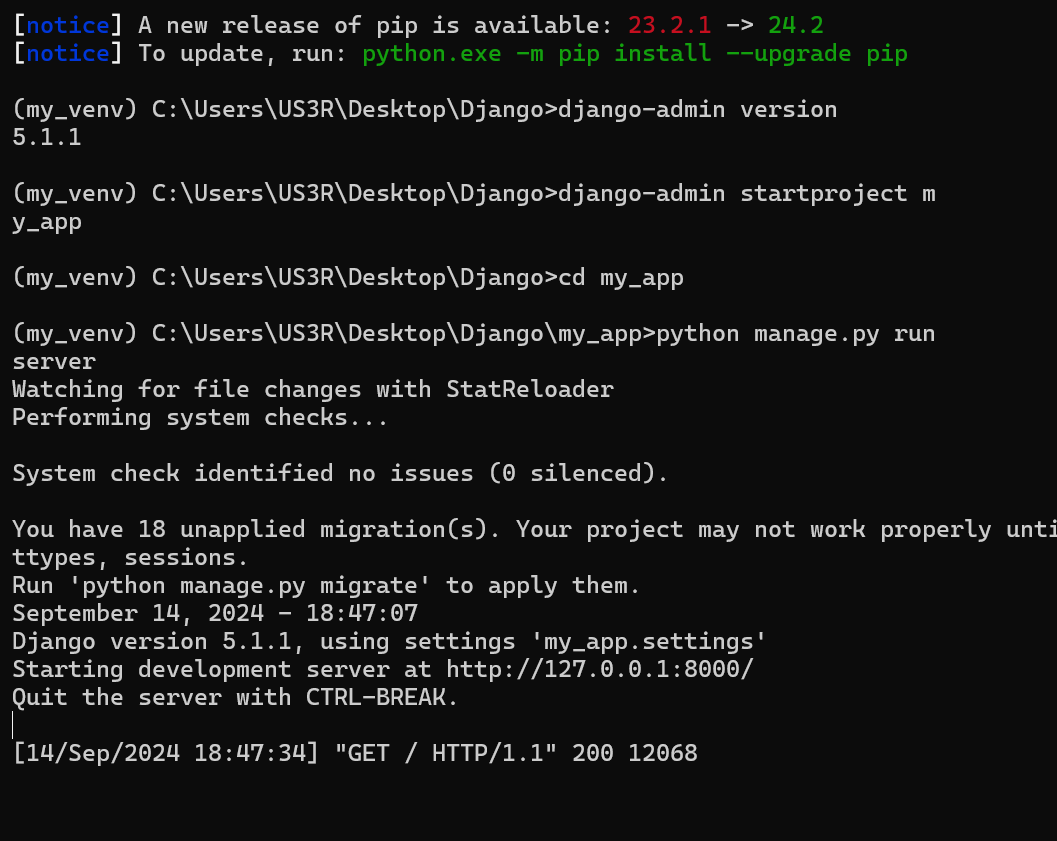 [notice] A new release of pip is available: 23.2.1 -> 24.2
[notice] To update, run: python.exe -m pip install --upgrade pip
(my_venv) C:\Users\US3R\Desktop\Django>django-admin version
5.1.1
(my_venv) C:\Users\US3R\Desktop\Django>django-admin startproject m
y_app
(my_venv) C:\Users\US3R\Desktop\Django>cd my_app
(my_venv) C:\Users\US3R\Desktop\Django\my_app>python manage.py run
server
Watching for file changes with StatReloader
Performing system checks...
System check identified no issues (0 silenced).
You have 18 unapplied migration(s). Your project may not work properly unti
ttypes, sessions.
Run 'python manage.py migrate' to apply them.
September 14, 2024 - 18:47:07
Django version 5.1.1, using settings 'my_app.settings'
Starting development server at http://127.0.0.1:8000/
Quit the server with CTRL-BREAK.
[14/Sep/2024 18:47:34] "GET / HTTP/1.1" 200 12068